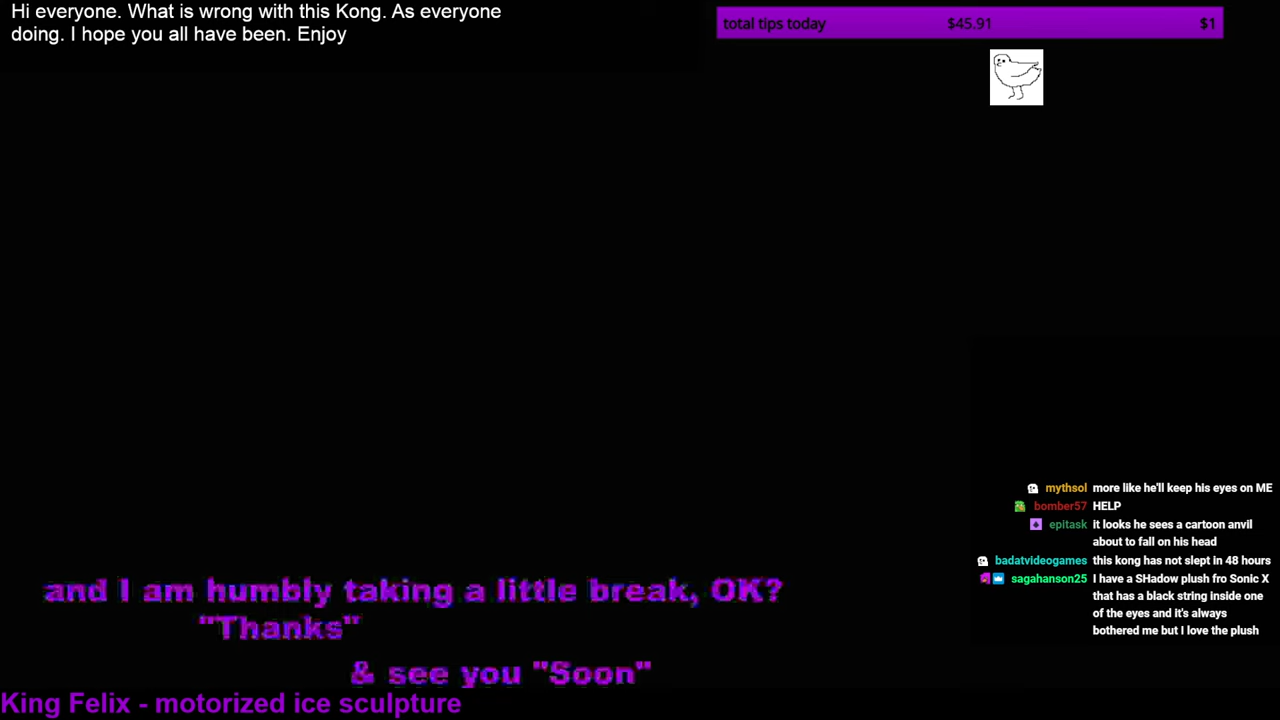 Hi everyone. What is wrong with this Kong. As everyone
doing. I hope you all have been. Enjoy
total tips today $45.91 $1
mythsol more like he'll keep his eyes on ME
bomber57 HELP
epitask it looks he sees a cartoon anvil
about to fall on his head
badatvideogames this kong has not slept in 48 hours
sagahanson25 I have a SHadow plush fro Sonic X
that has a black string inside one
of the eyes and it's always
bothered me but I love the plush
and I am humbly taking a little break, OK?
"Thanks"
& see you "Soon"
King Felix - motorized ice sculpture